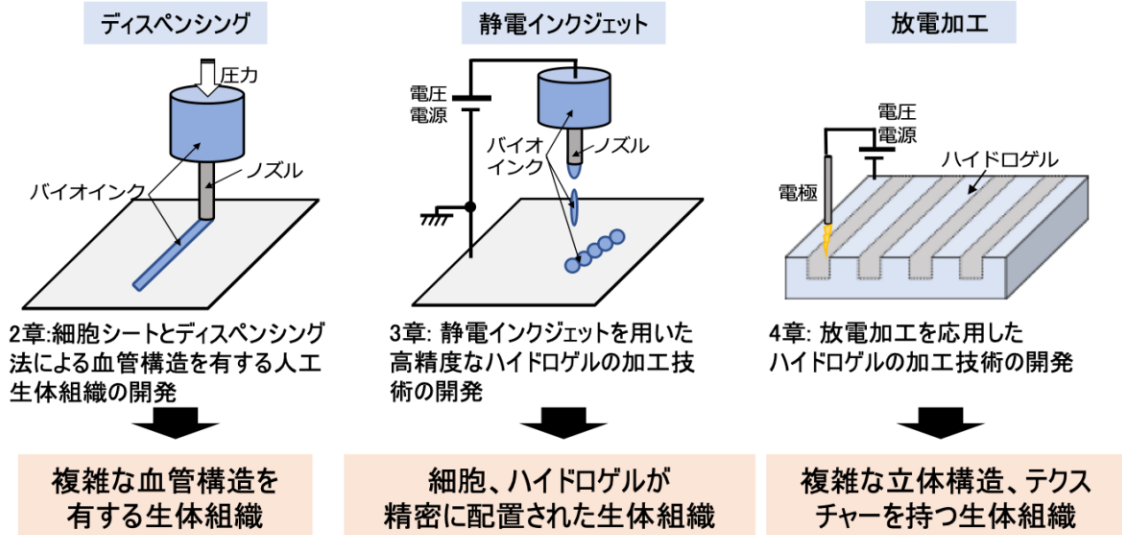 ディスペンシング
圧力
バイオインク
ノズル
2章:細胞シートとディスペンシング
法による血管構造を有する人工
生体組織の開発
複雑な血管構造を
有する生体組織
静電インクジェット
電圧
電源
バイオ
インク
ノズル
3章: 静電インクジェットを用いた
高精度なハイドロゲルの加工技
術の開発
細胞、ハイドロゲルが
精密に配置された生体組織
放電加工
電圧
電源
ハイドロゲル
電極
4章: 放電加工を応用した
ハイドロゲルの加工技術の開発
複雑な立体構造、テクス
チャーを持つ生体組織